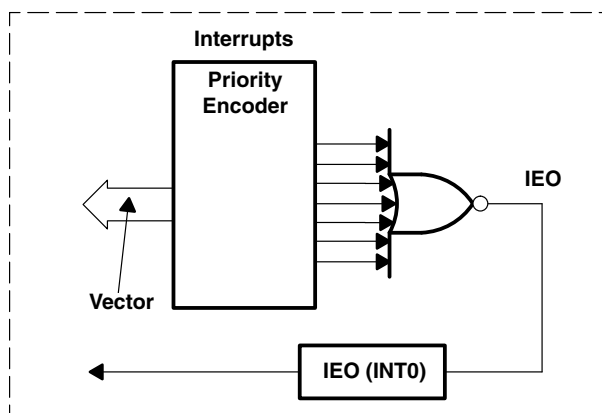 Interrupts
Priority
Encoder
IEO
Vector
IEO (INT0)